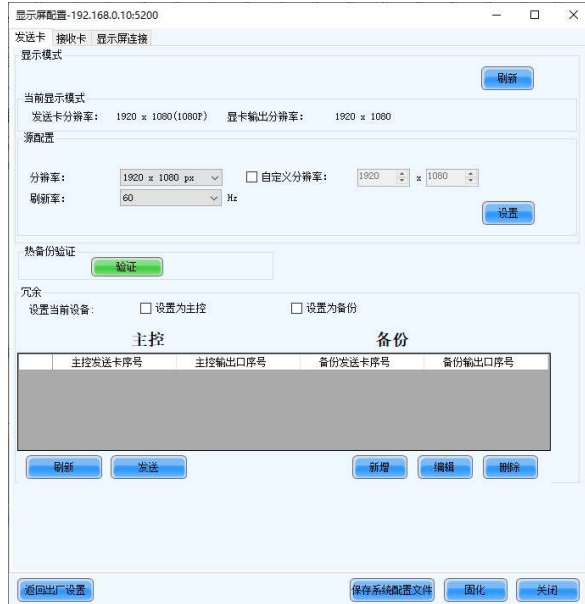 显示屏配置-192.168.0.10:5200
发送卡 接收卡 显示屏连接
显示模式
刷新
当前显示模式
发送卡分辨率: 1920 x 1080(1080P) 显卡输出分辨率: 1920 x 1080
源配置
分辨率: 1920 x 1080 px 自定义分辨率: 1920 x 1080
刷新率: 60 Hz
设置
热备份验证
验证
冗余
设置当前设备: 设置为主控 设置为备份
主控 备份
主控发送卡序号 主控输出口序号 备份发送卡序号 备份输出口序号
刷新 发送 新增 编辑 删除
返回出厂设置 保存系统配置文件 固化 关闭